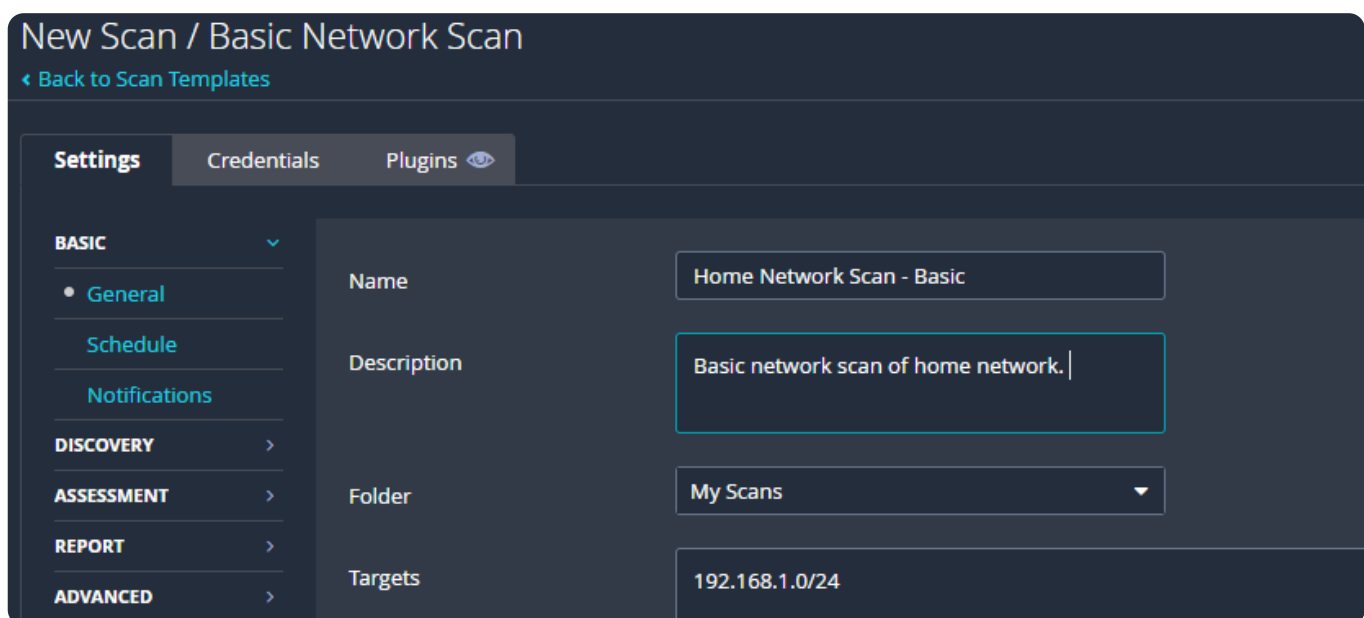 New Scan / Basic Network Scan
Back to Scan Templates
Settings Credentials Plugins
BASIC
General
Schedule
Notifications
DISCOVERY
ASSESSMENT
REPORT
ADVANCED
Name Home Network Scan - Basic
Description Basic network scan of home network.
Folder My Scans
Targets 192.168.1.0/24